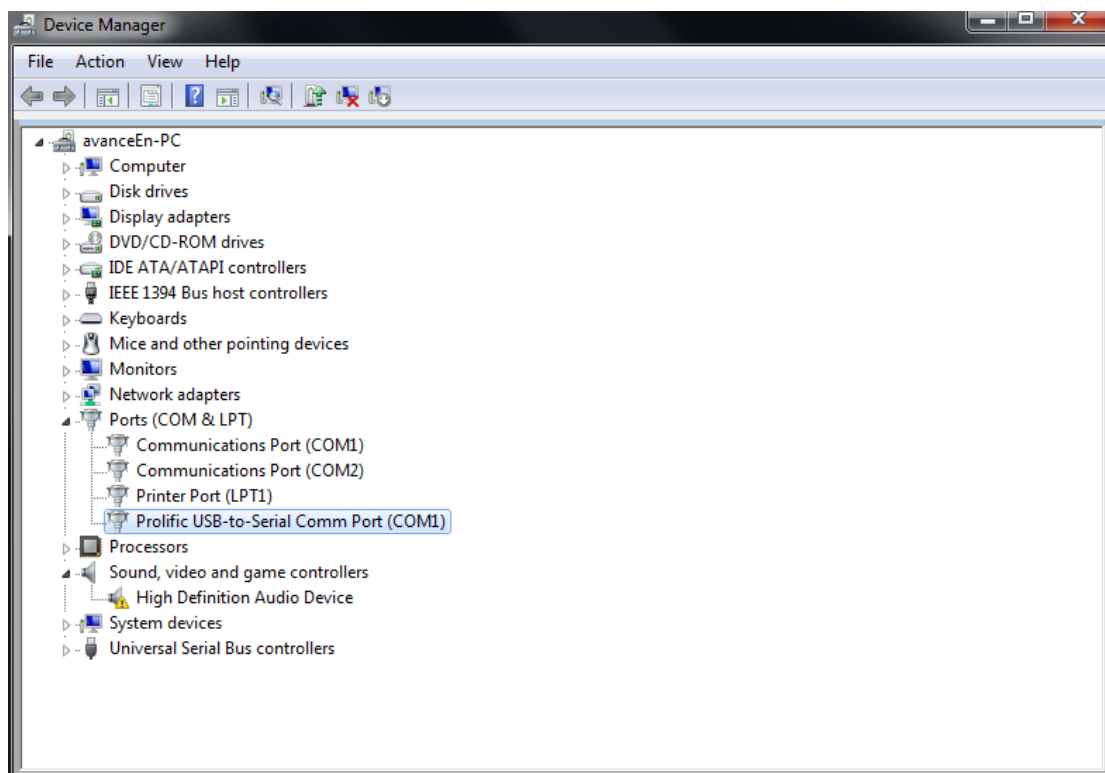 Device Manager
File Action View Help
avanceEn-PC
Computer
Disk drives
Display adapters
DVD/CD-ROM drives
IDE ATA/ATAPI controllers
IEEE 1394 Bus host controllers
Keyboards
Mice and other pointing devices
Monitors
Network adapters
Ports (COM & LPT)
Communications Port (COM1)
Communications Port (COM2)
Printer Port (LPT1)
Prolific USB-to-Serial Comm Port (COM1)
Processors
Sound, video and game controllers
High Definition Audio Device
System devices
Universal Serial Bus controllers